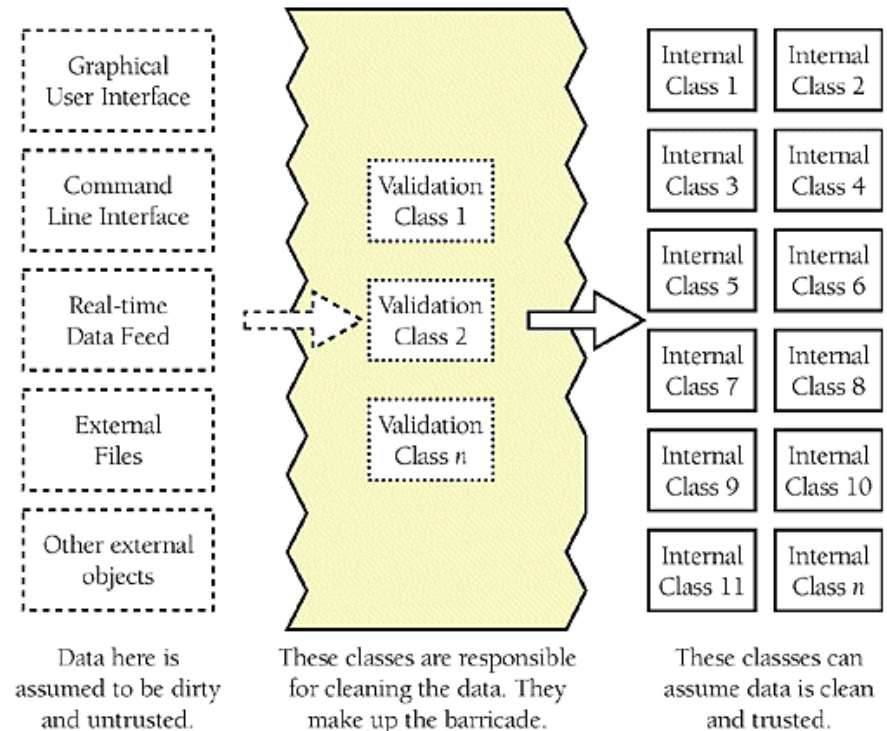 Graphical
User Interface
Command
Line Interface
Real-time
Data Feed
External
Files
Other external
objects
Data here is
assumed to be dirty
and untrusted.
Validation
Class 1
Validation
Class 2
Validation
Class n
These classes are responsible
for cleaning the data. They
make up the barricade.
Internal
Class 1
Internal
Class 2
Internal
Class 3
Internal
Class 4
Internal
Class 5
Internal
Class 6
Internal
Class 7
Internal
Class 8
Internal
Class 9
Internal
Class 10
Internal
Class 11
Internal
Class n
These classses can
assume data is clean
and trusted.